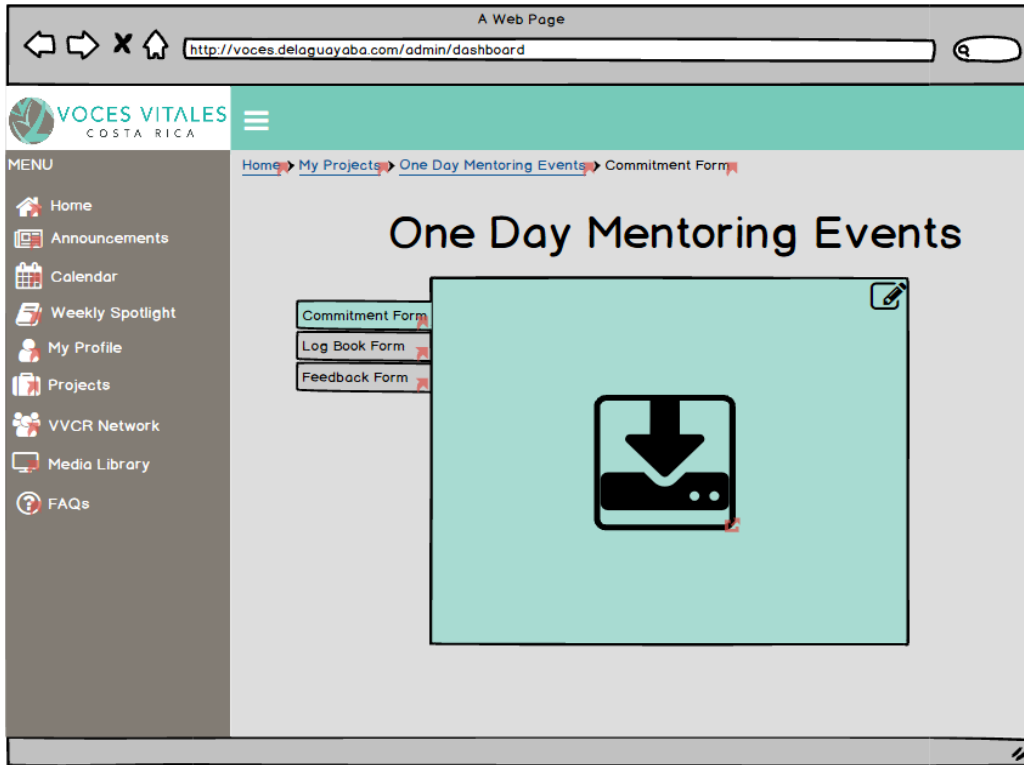 A Web Page
http://voces.delaguayaba.com/admin/dashboard
VOCES VITALES
COSTA RICA
MENU
Home
Announcements
Calendar
Weekly Spotlight
My Profile
Projects
VVCR Network
Media Library
FAQs
Home My Projects One Day Mentoring Events Commitment Form
One Day Mentoring Events
Commitment Form
Log Book Form
Feedback Form